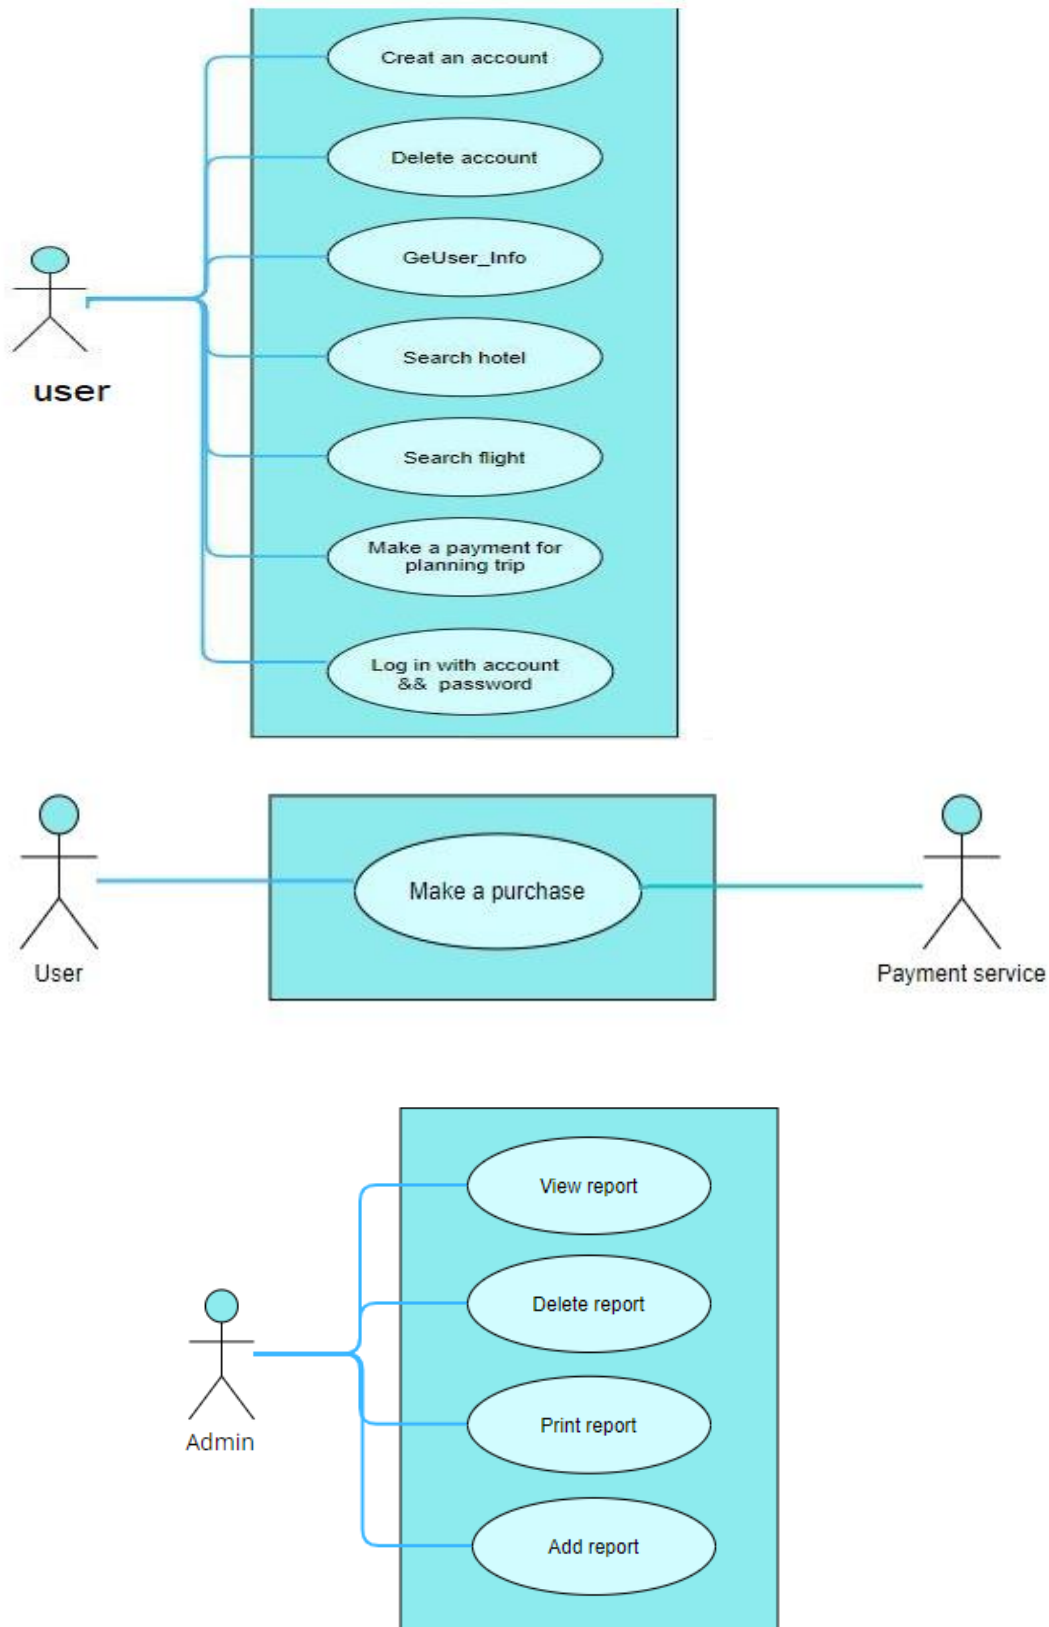 Creat an account
Delete account
GeUser_Info
Search hotel
user
Search flight
Make a payment for
planning trip
Log in with account
&& password
Make a purchase
User
Payment service
View report
Delete report
Print report
Admin
Add report